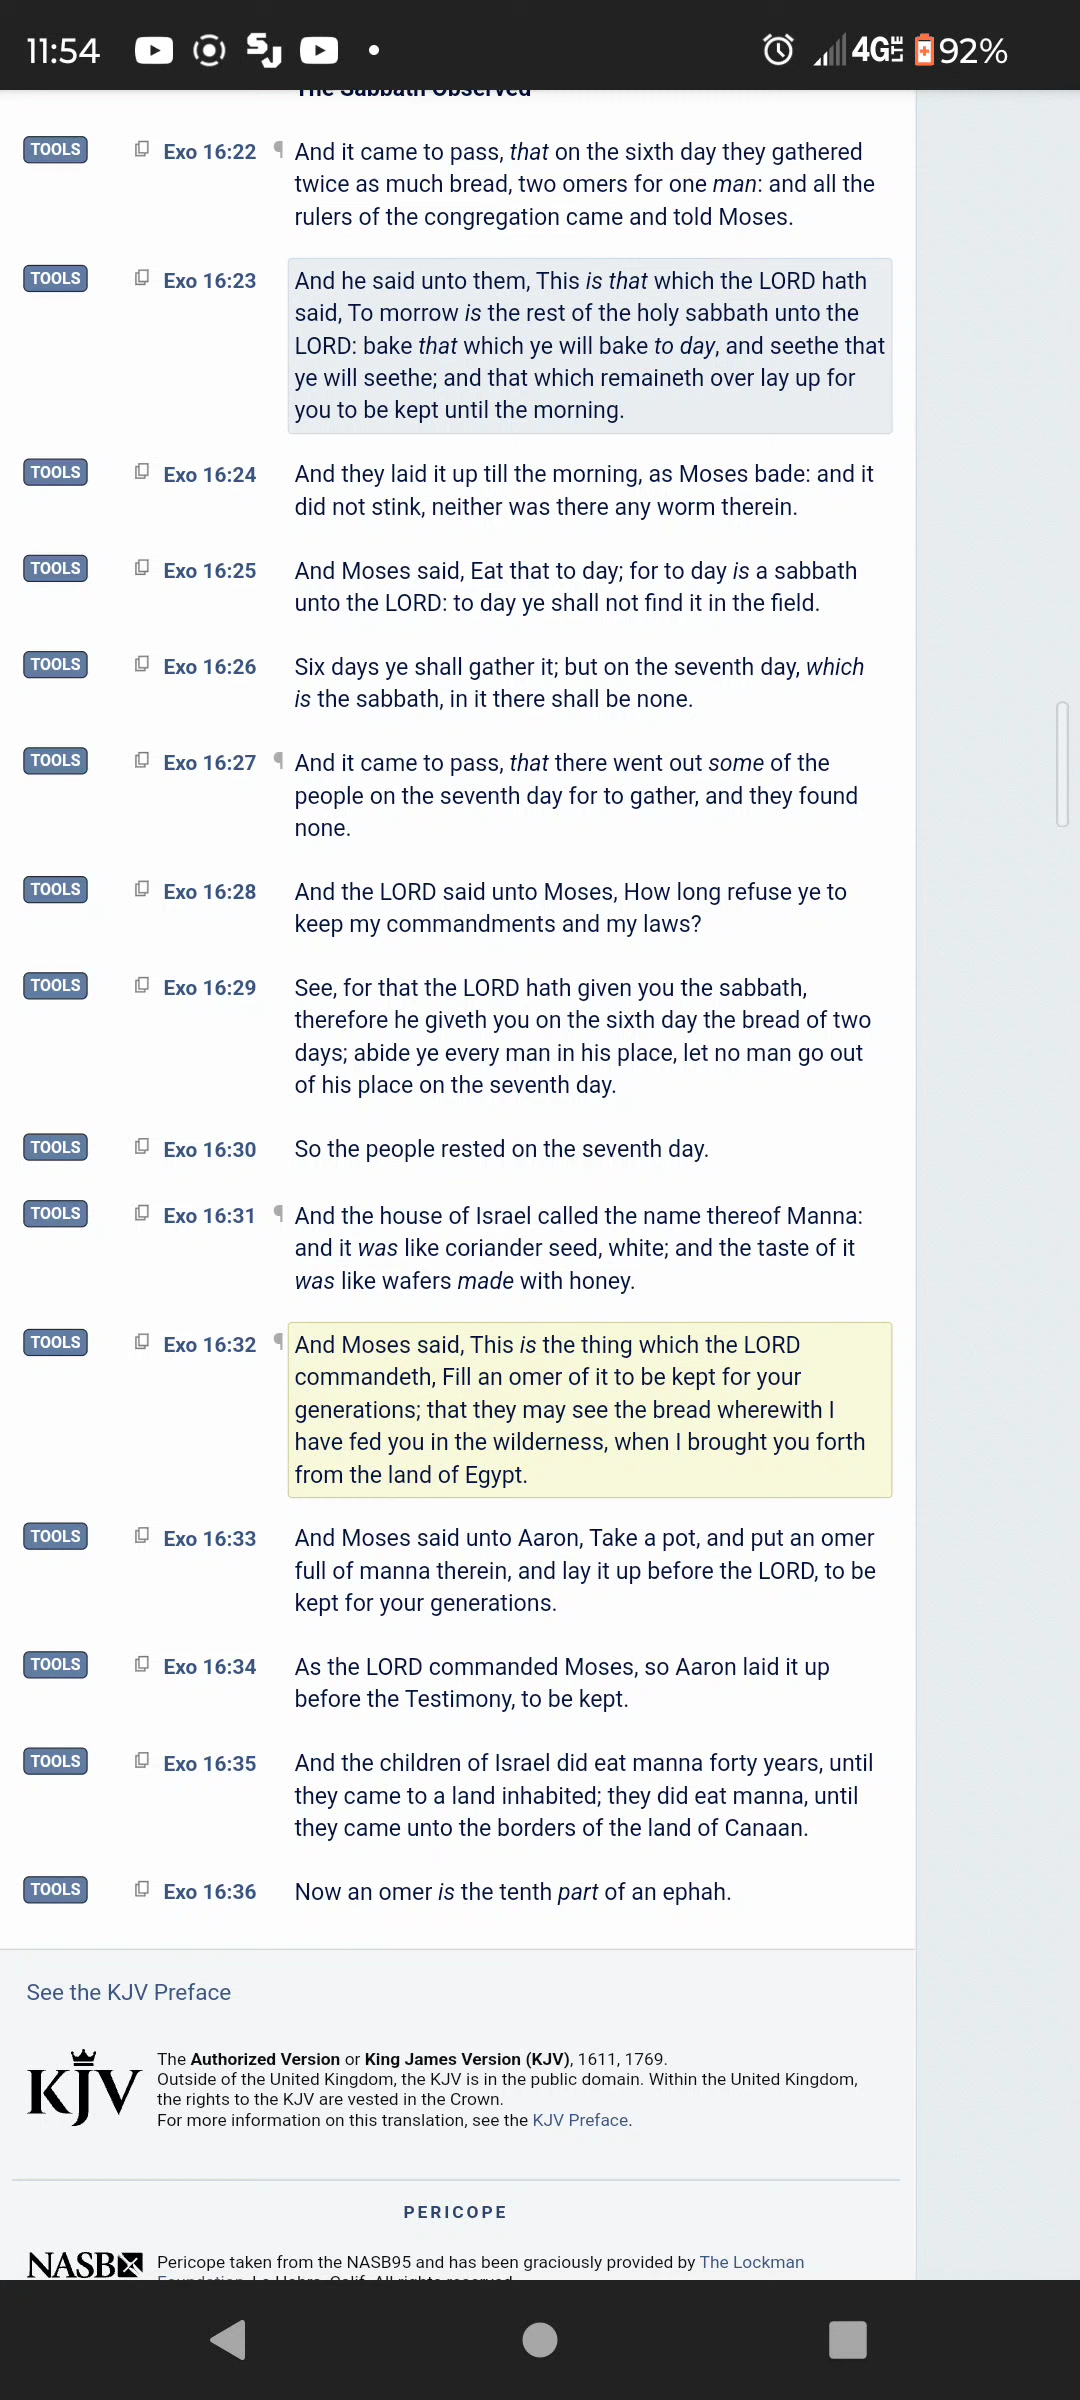 11:54
4G LTE 92%
The Sabbath Observed
TOOLS Exo 16:22 ¶ And it came to pass, that on the sixth day they gathered
twice as much bread, two omers for one man: and all the
rulers of the congregation came and told Moses.
TOOLS Exo 16:23 And he said unto them, This is that which the LORD hath
said, To morrow is the rest of the holy sabbath unto the
LORD: bake that which ye will bake to day, and seethe that
ye will seethe; and that which remaineth over lay up for
you to be kept until the morning.
TOOLS Exo 16:24 And they laid it up till the morning, as Moses bade: and it
did not stink, neither was there any worm therein.
TOOLS Exo 16:25 And Moses said, Eat that to day; for to day is a sabbath
unto the LORD: to day ye shall not find it in the field.
TOOLS Exo 16:26 Six days ye shall gather it; but on the seventh day, which
is the sabbath, in it there shall be none.
TOOLS Exo 16:27 ¶ And it came to pass, that there went out some of the
people on the seventh day for to gather, and they found
none.
TOOLS Exo 16:28 And the LORD said unto Moses, How long refuse ye to
keep my commandments and my laws?
TOOLS Exo 16:29 See, for that the LORD hath given you the sabbath,
therefore he giveth you on the sixth day the bread of two
days; abide ye every man in his place, let no man go out
of his place on the seventh day.
TOOLS Exo 16:30 So the people rested on the seventh day.
TOOLS Exo 16:31 ¶ And the house of Israel called the name thereof Manna:
and it was like coriander seed, white; and the taste of it
was like wafers made with honey.
TOOLS Exo 16:32 ¶ And Moses said, This is the thing which the LORD
commandeth, Fill an omer of it to be kept for your
generations; that they may see the bread wherewith I
have fed you in the wilderness, when I brought you forth
from the land of Egypt.
TOOLS Exo 16:33 And Moses said unto Aaron, Take a pot, and put an omer
full of manna therein, and lay it up before the LORD, to be
kept for your generations.
TOOLS Exo 16:34 As the LORD commanded Moses, so Aaron laid it up
before the Testimony, to be kept.
TOOLS Exo 16:35 And the children of Israel did eat manna forty years, until
they came to a land inhabited; they did eat manna, until
they came unto the borders of the land of Canaan.
TOOLS Exo 16:36 Now an omer is the tenth part of an ephah.
See the KJV Preface
KJV
The Authorized Version or King James Version (KJV), 1611, 1769.
Outside of the United Kingdom, the KJV is in the public domain. Within the United Kingdom,
the rights to the KJV are vested in the Crown.
For more information on this translation, see the KJV Preface.
PERICOPE
NASB Pericope taken from the NASB95 and has been graciously provided by The Lockman
Foundation, La Habra, Calif. All rights reserved